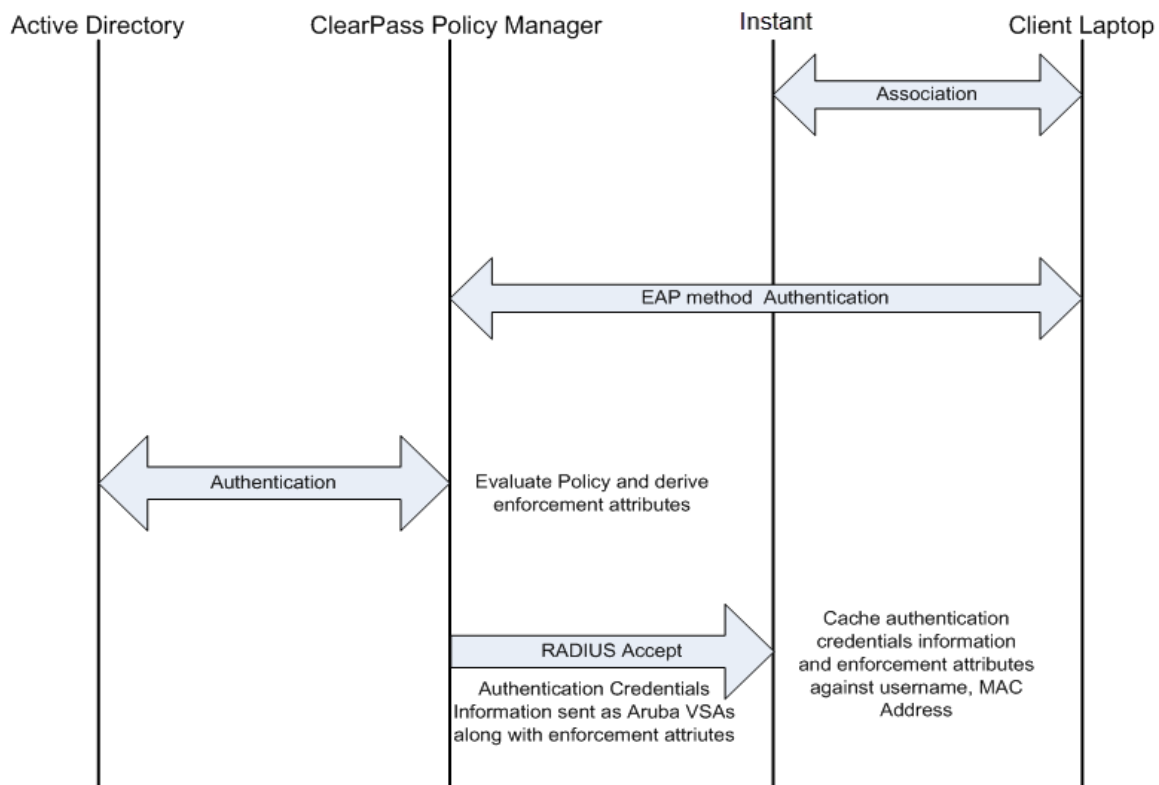 Active Directory
ClearPass Policy Manager
Instant
Client Laptop
Association
EAP method Authentication
Authentication
Evaluate Policy and derive
enforcement attributes
RADIUS Accept
Authentication Credentials
Information sent as Aruba VSAs
along with enforcement attriutes
Cache authentication
credentials information
and enforcement attributes
against username, MAC
Address